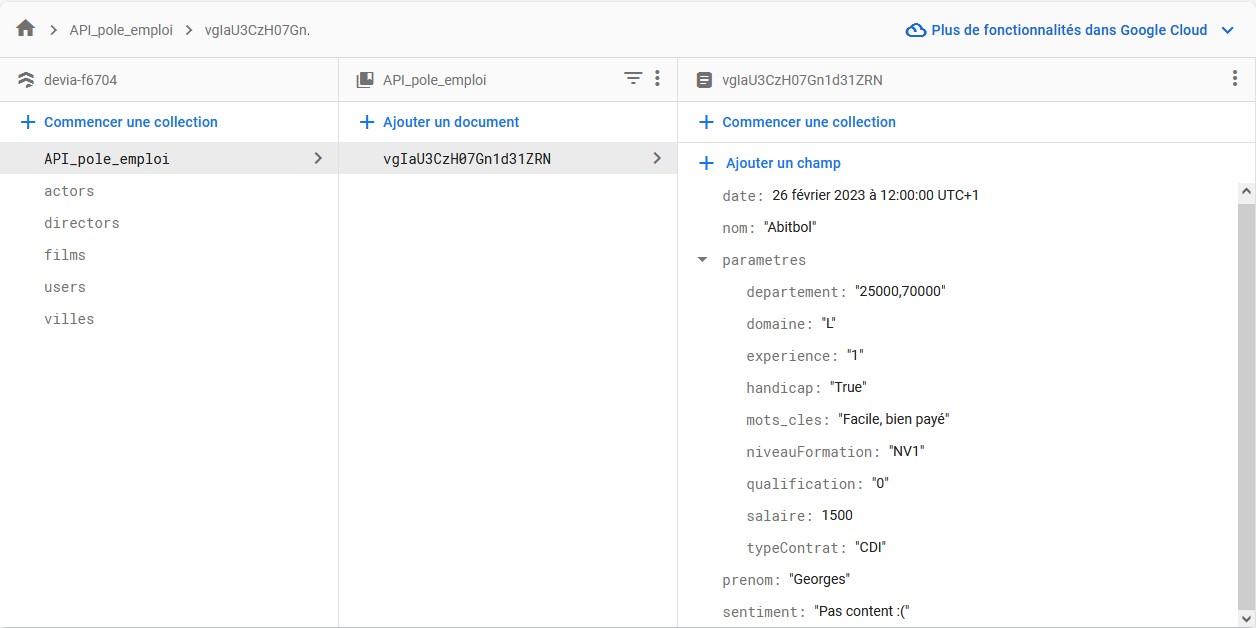 API_pole_emploi
vgIaU3CzH07Gn.
Plus de fonctionnalités dans Google Cloud
devia-f6704
Commencer une collection
API_pole_emploi
actors
directors
films
users
villes
API_pole_emploi
Ajouter un document
vgIaU3CzH07Gn1d31ZRN
vgIaU3CzH07Gn1d31ZRN
Commencer une collection
Ajouter un champ
date: 26 février 2023 à 12:00:00 UTC+1
nom: "Abitbol"
parametres
departement: "25000,70000"
domaine: "L"
experience: "1"
handicap: "True"
mots_cles: "Facile, bien payé"
niveauFormation: "NV1"
qualification: "0"
salaire: 1500
typeContrat: "CDI"
prenom: "Georges"
sentiment: "Pas content :("